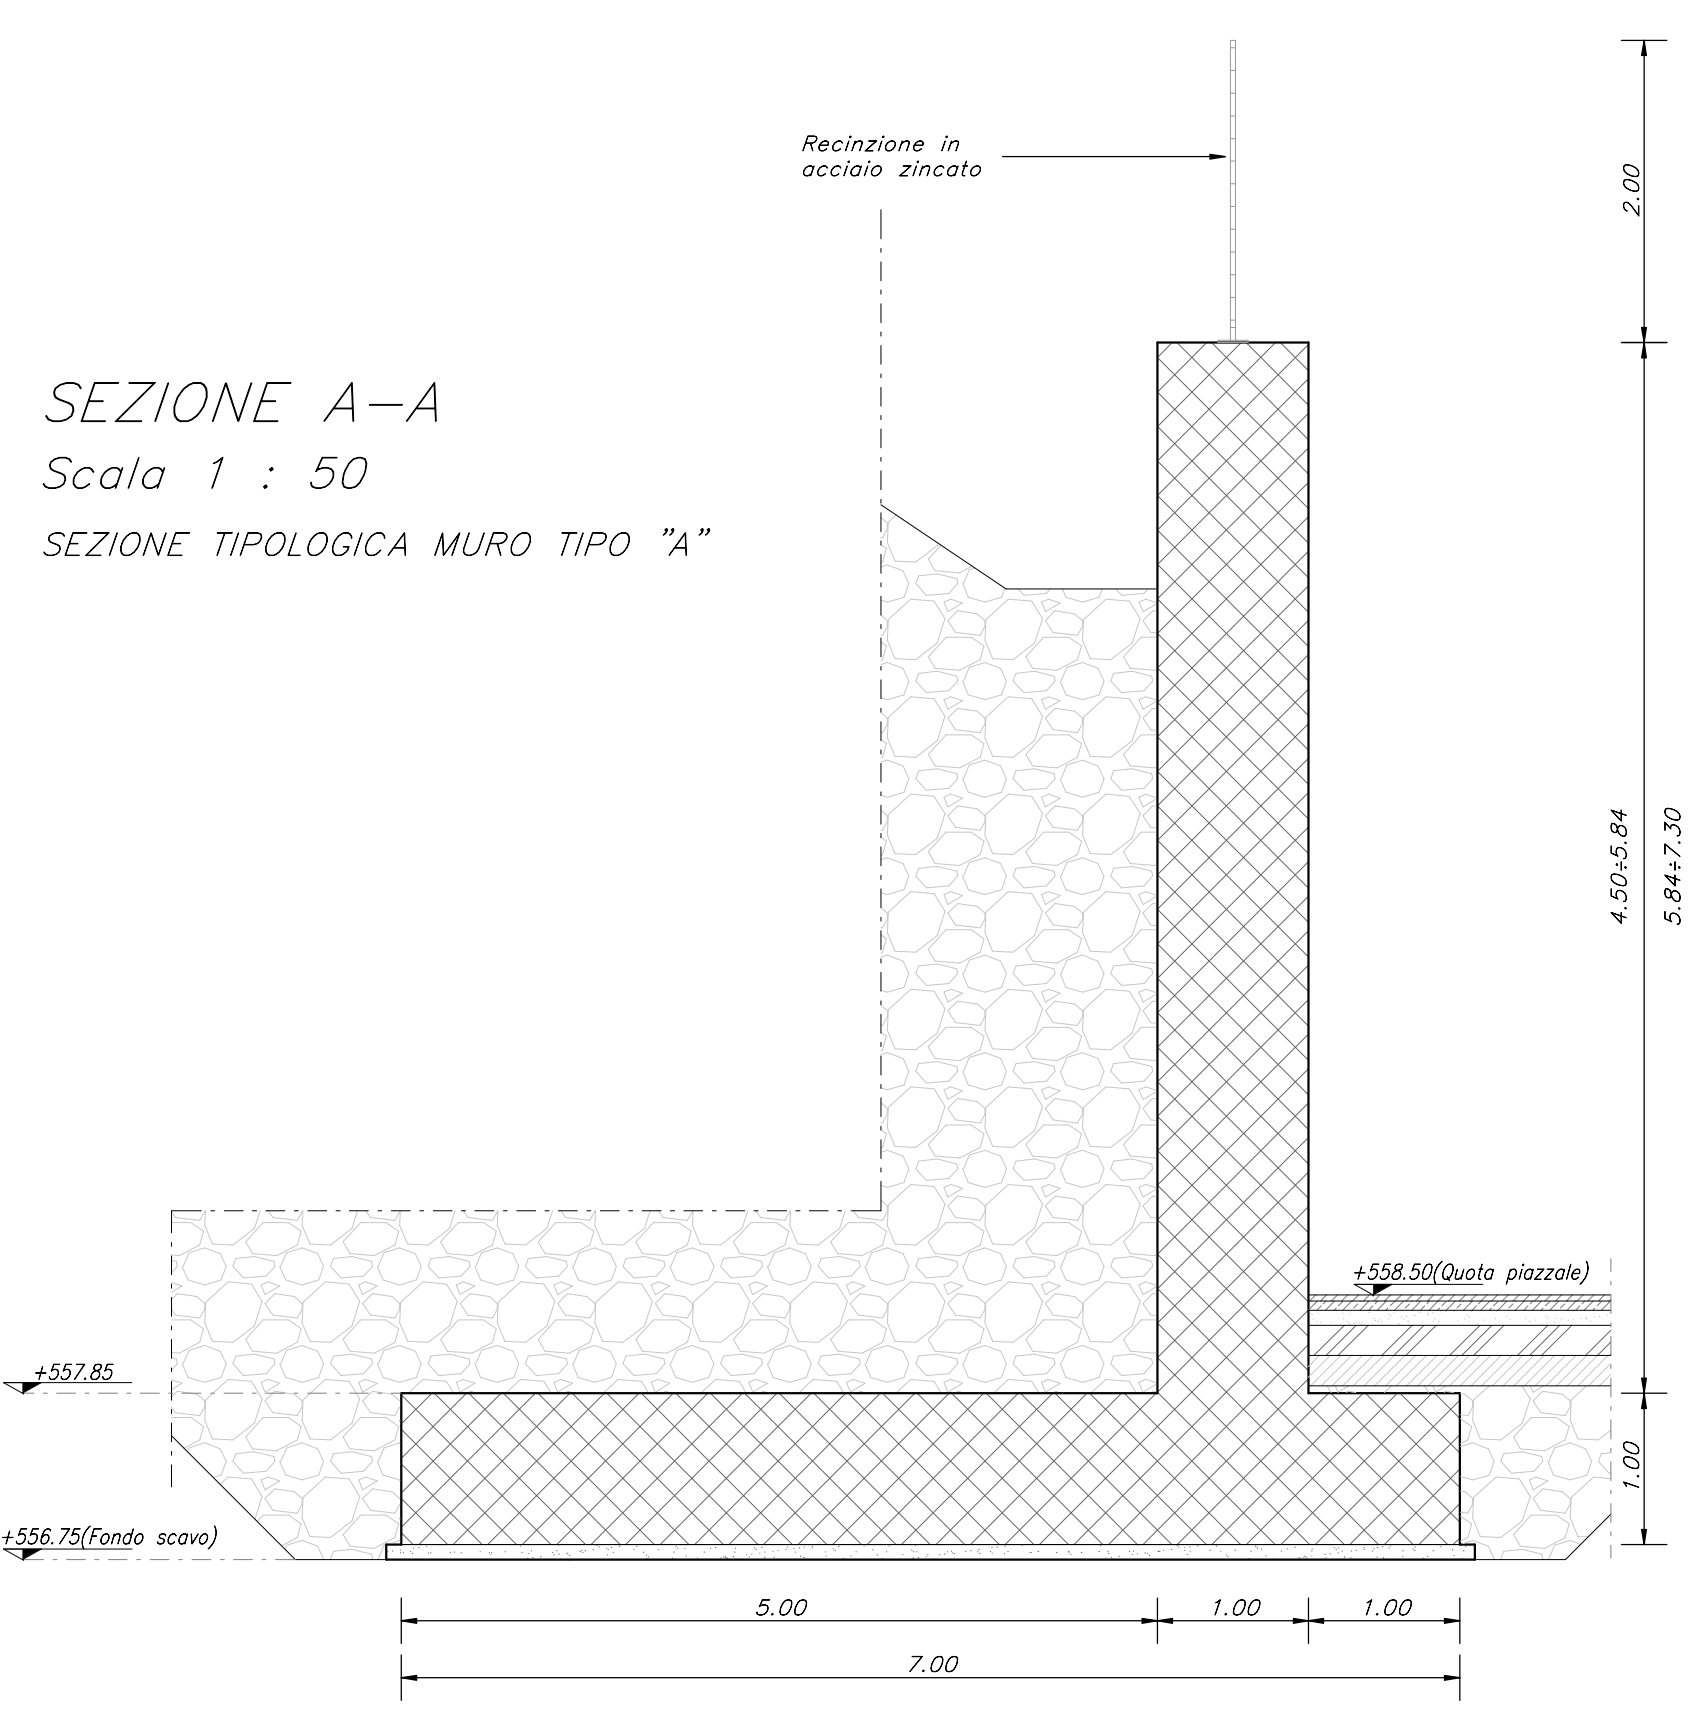 2.00
Recinzione in
acciaio zincato
SEZIONE A-A
Scala 1 : 50
SEZIONE TIPOLOGICA MURO TIPO "A"
4.50÷5.84
5.84÷7.30
+558.50(Quota piazzale)
+557.85
1.00
+556.75(Fondo scavo)
5.00
1.00
1.00
7.00